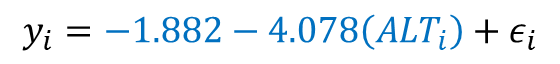 yᵢ = −1.882 − 4.078(ALTᵢ) + ϵᵢ